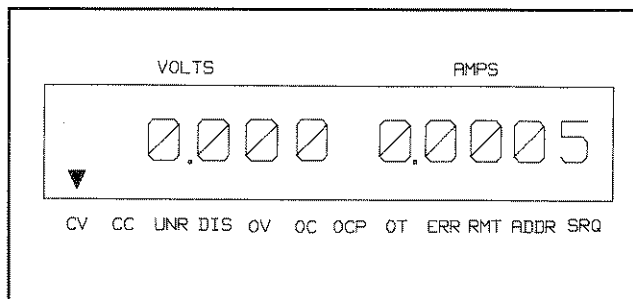 VOLTS AMPS
0.000 0.0005
CV CC UNR DIS OV OC OCP OT ERR RMT ADDR SRQ